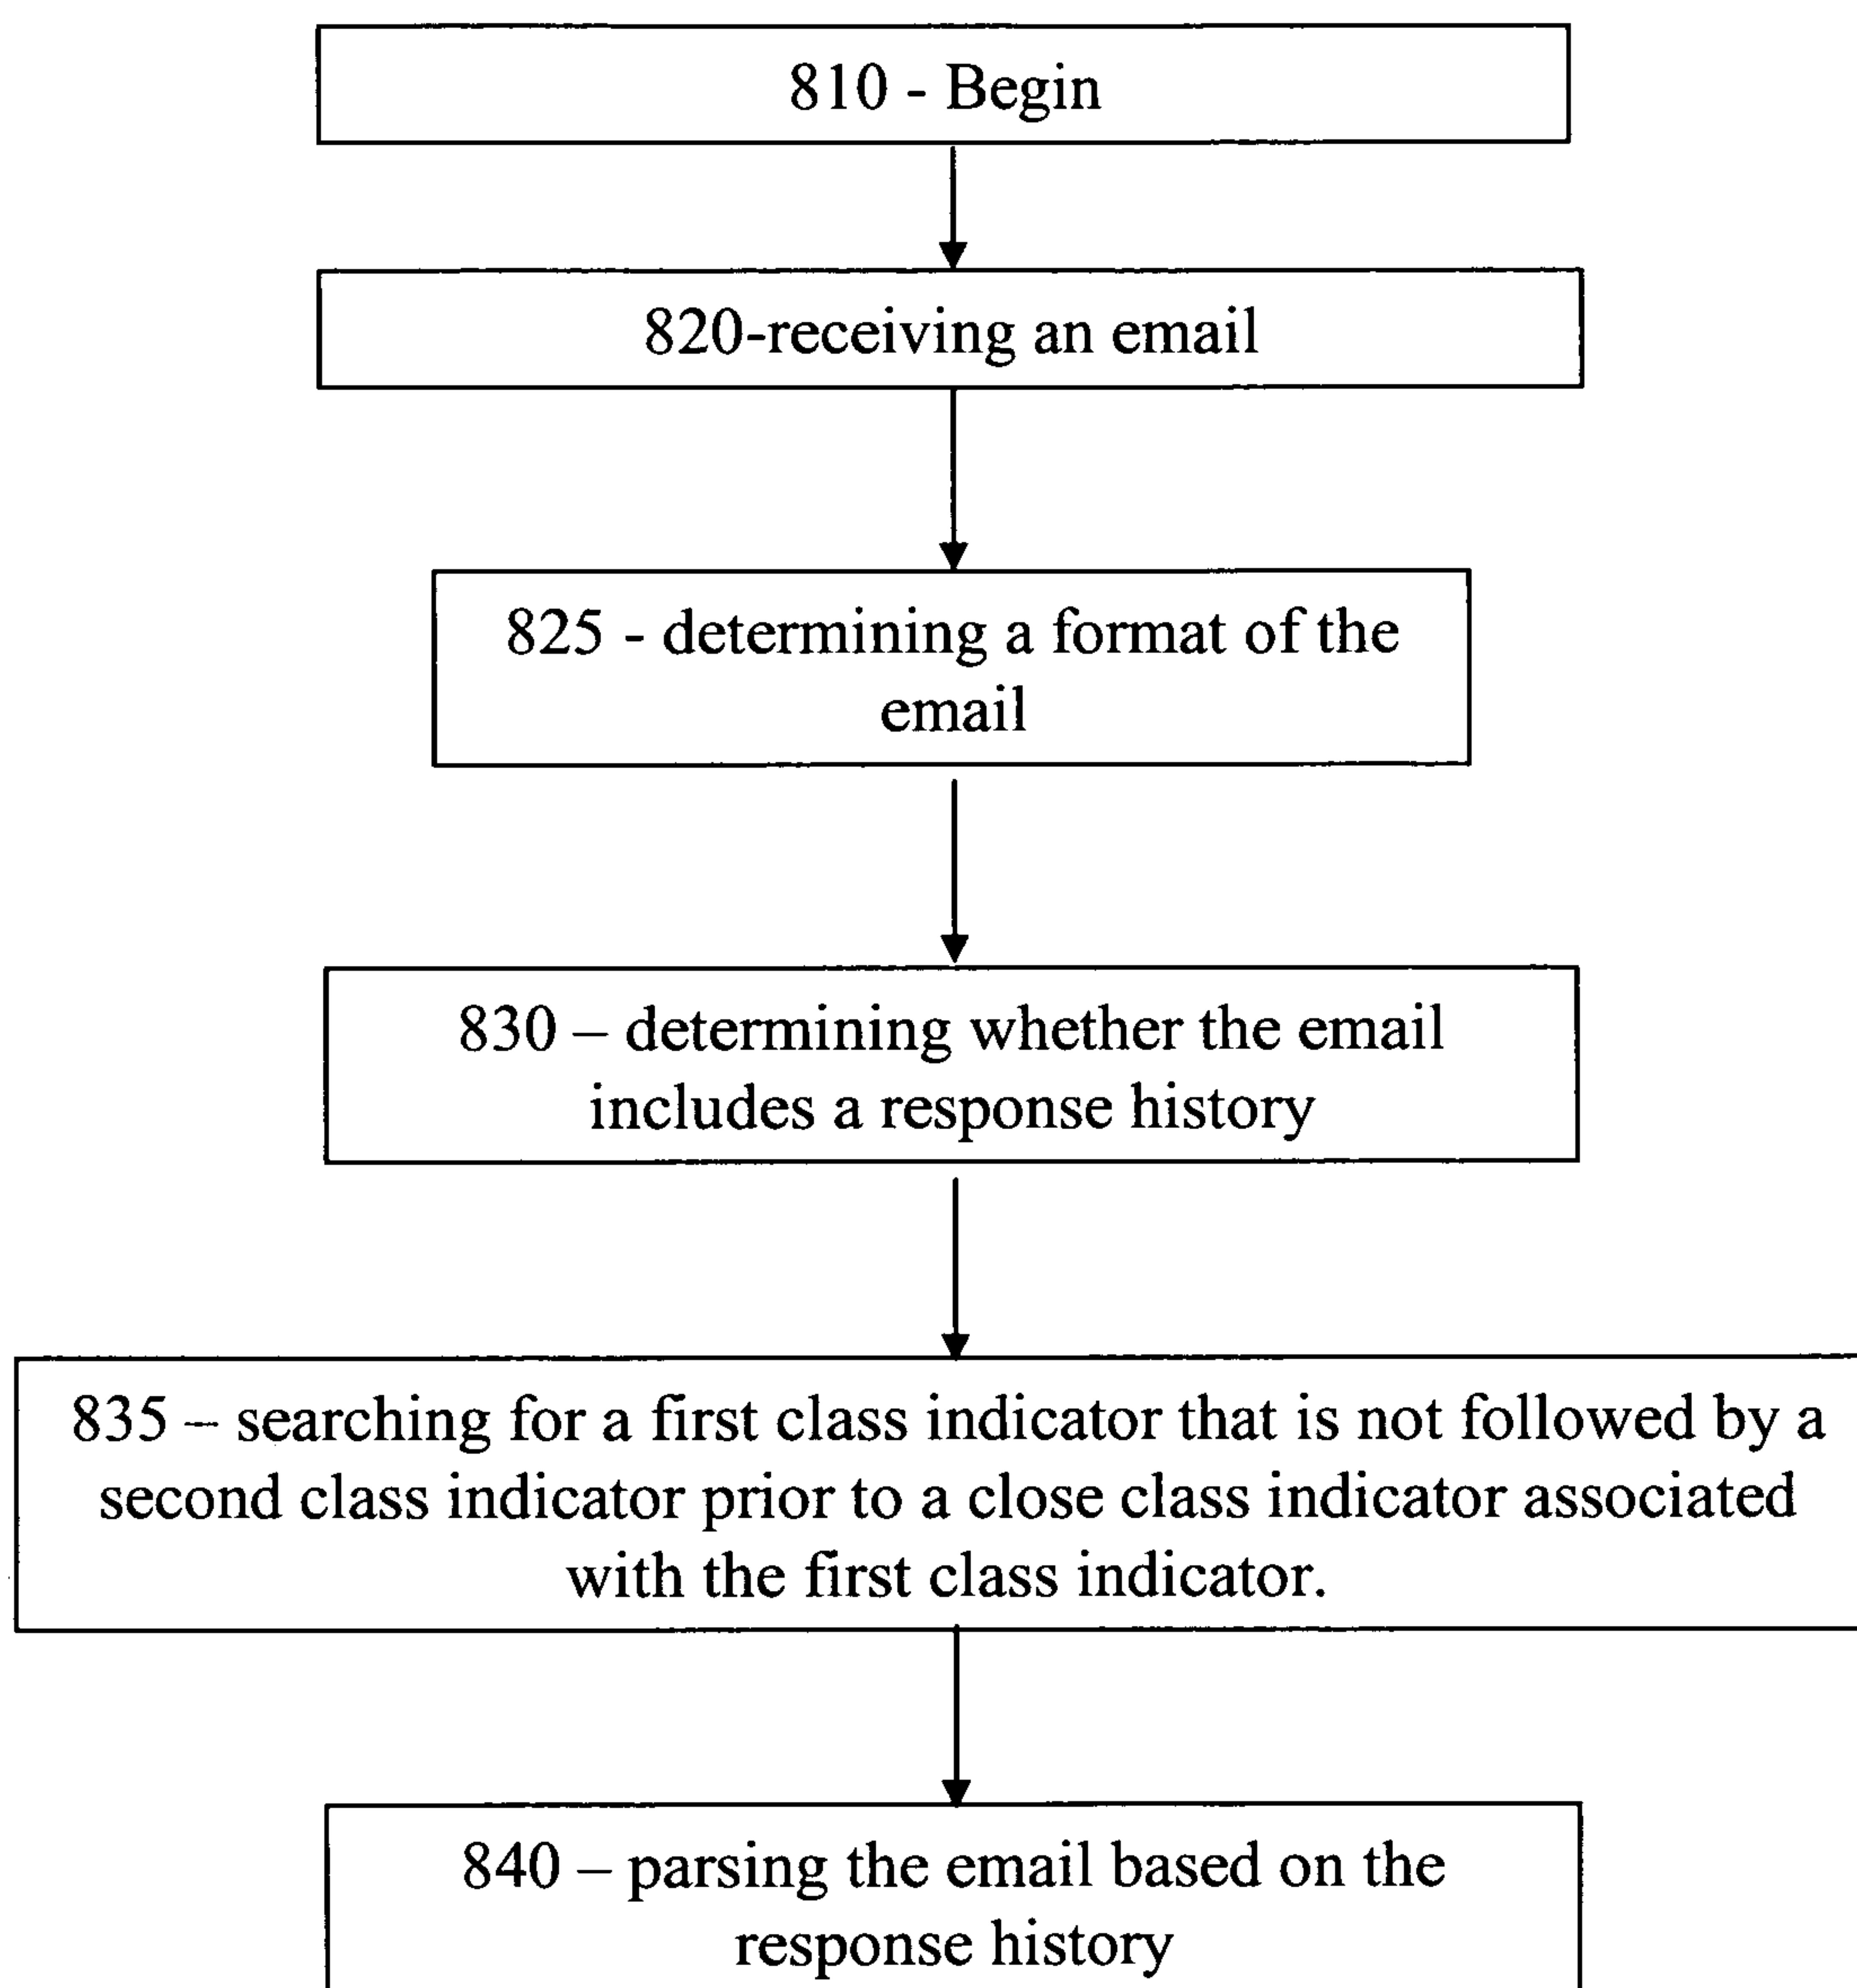 810 - Begin
820-receiving an email
825 - determining a format of the
email
830 – determining whether the email
includes a response history
835 – searching for a first class indicator that is not followed by a
second class indicator prior to a close class indicator associated
with the first class indicator.
840 – parsing the email based on the
response history